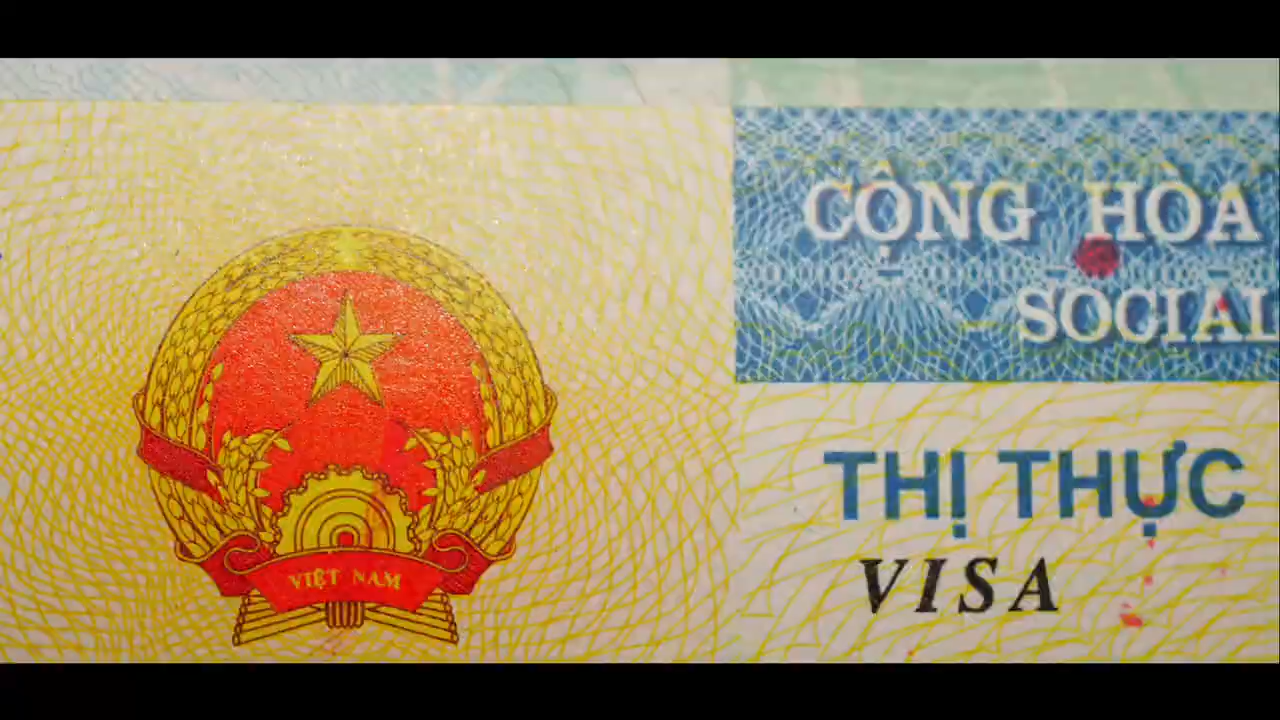 VIỆT NAM
CỘNG HÒA
SOCIAL
THỊ THỰC
VISA